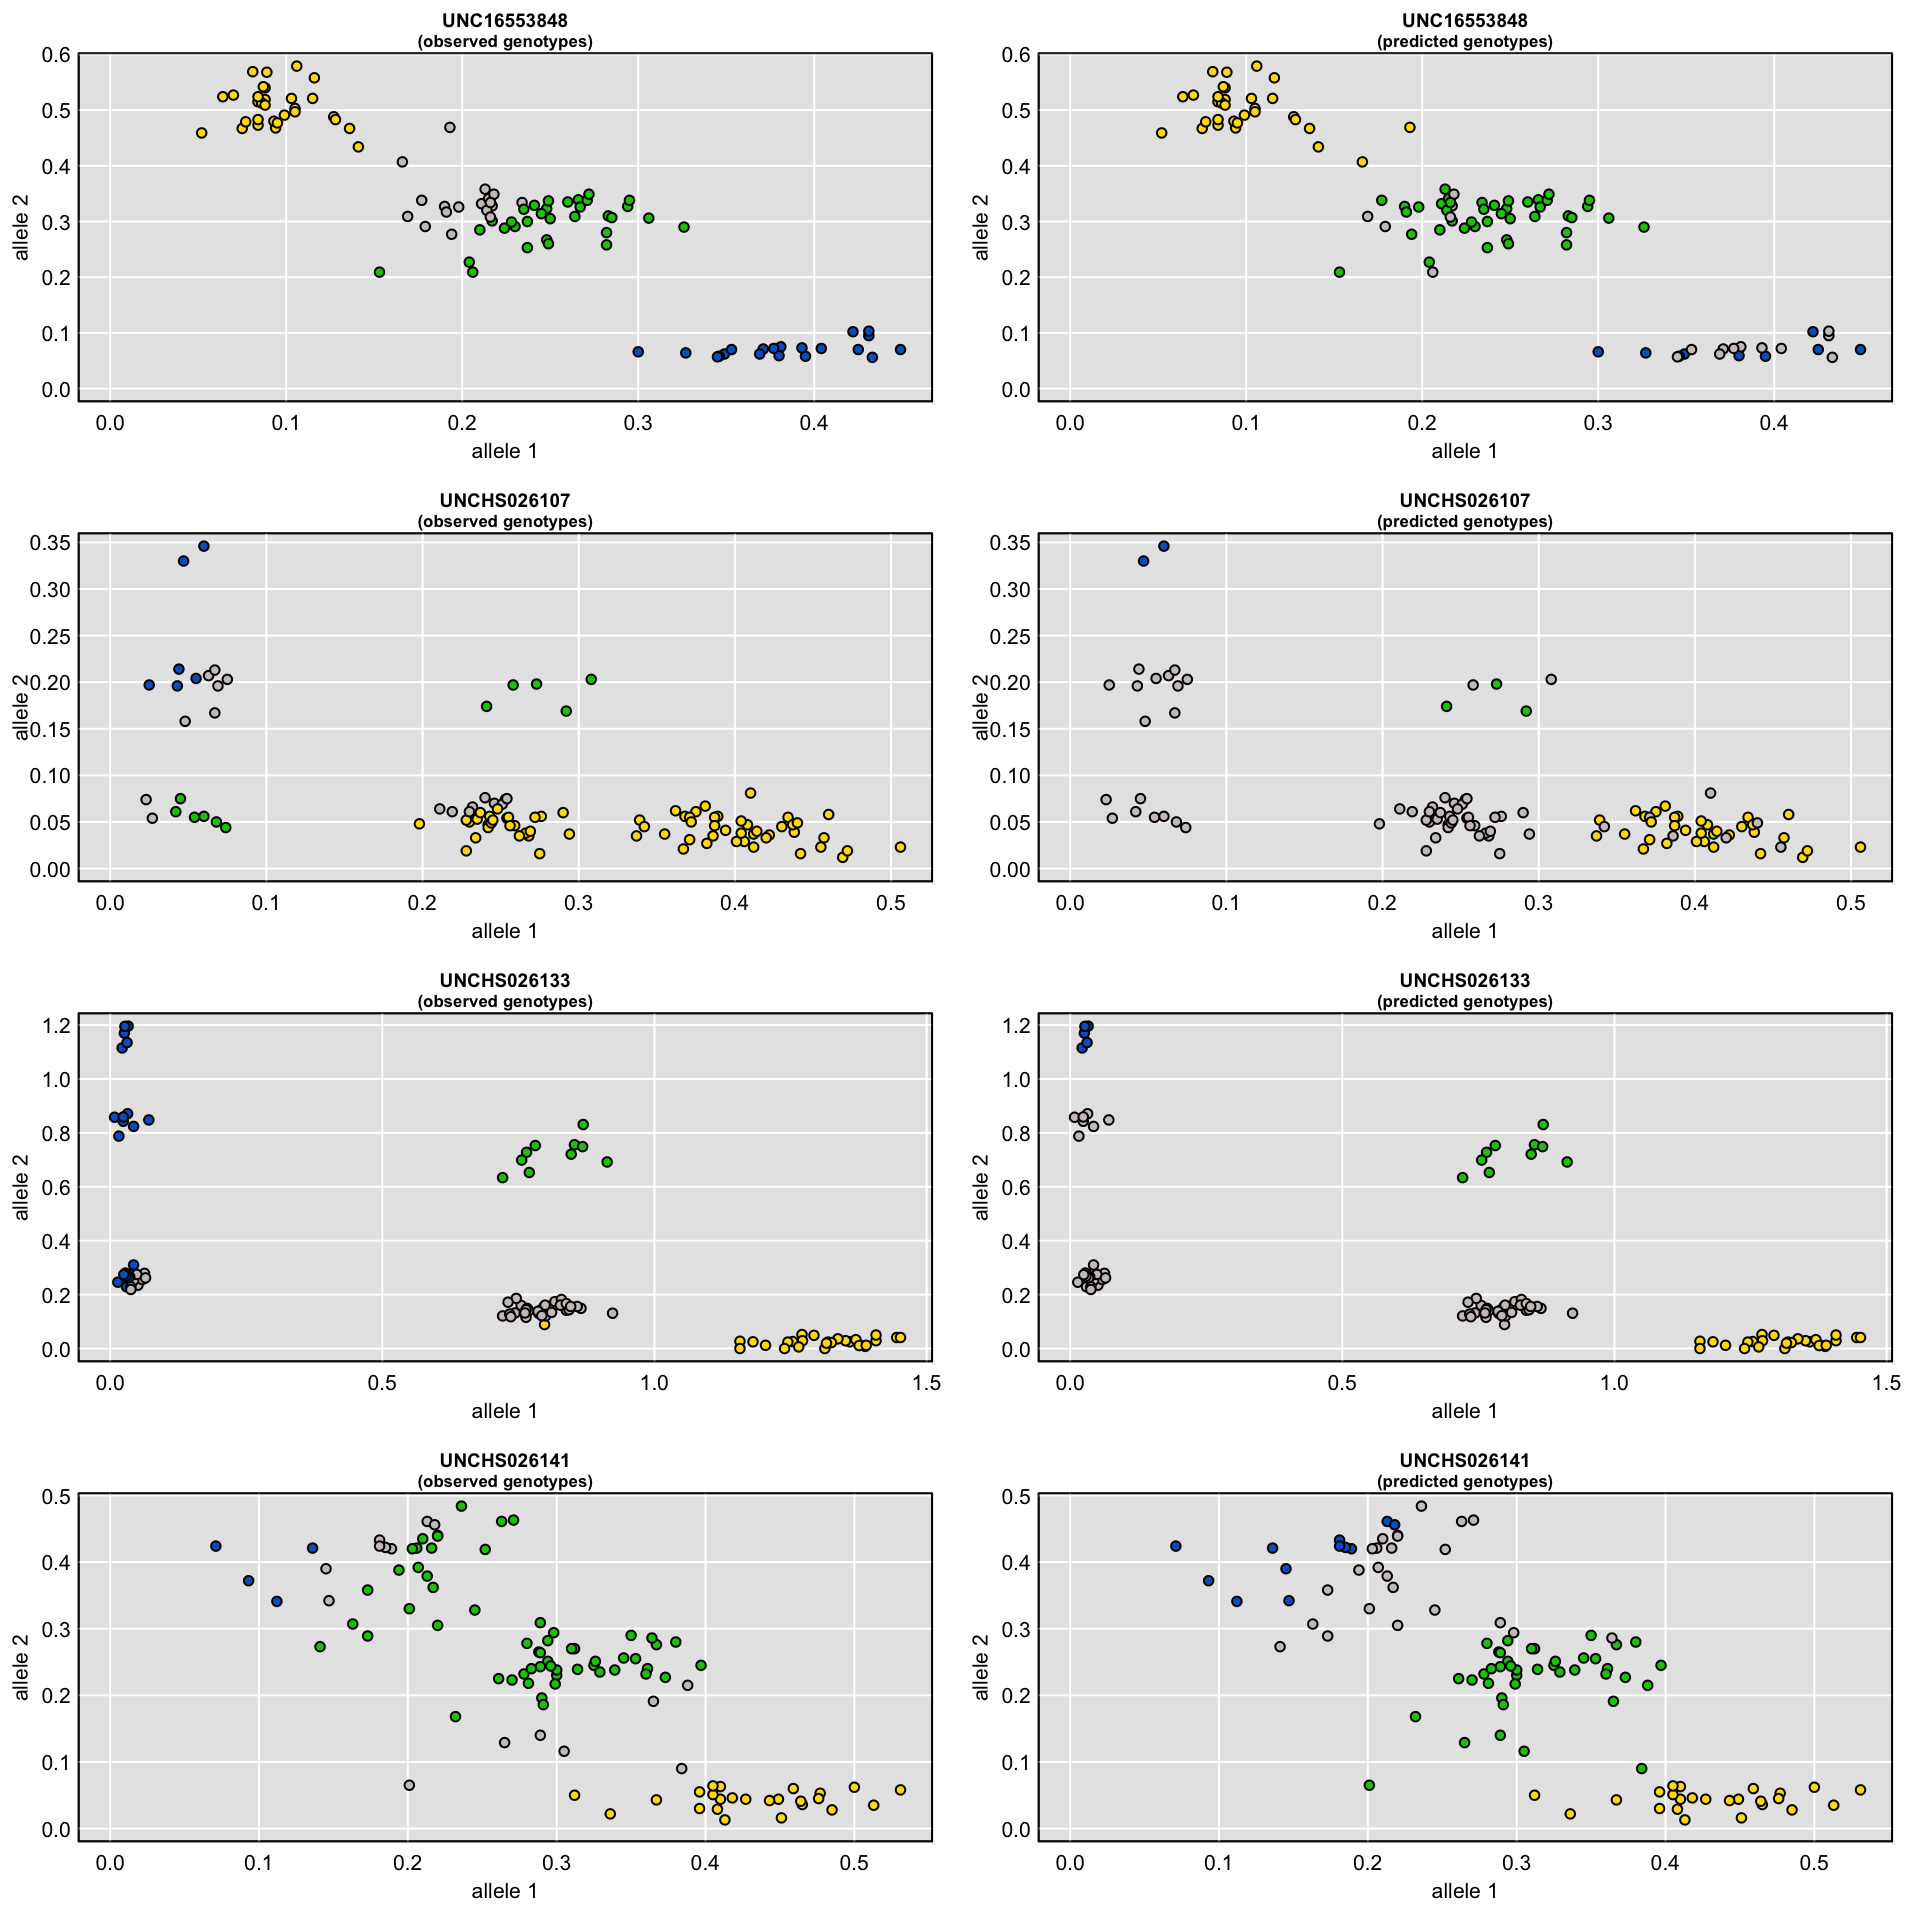 UNC16553848
(observed genotypes)
0.6
0.5
0.4
0.3
0.2
0.1
0.0
allele 2
0.0 0.1 0.2 0.3 0.4
allele 1
UNC16553848
(predicted genotypes)
0.6
0.5
0.4
0.3
0.2
0.1
0.0
allele 2
0.0 0.1 0.2 0.3 0.4
allele 1
UNCHS026107
(observed genotypes)
0.35
0.30
0.25
0.20
0.15
0.10
0.05
0.00
allele 2
0.0 0.1 0.2 0.3 0.4 0.5
allele 1
UNCHS026107
(predicted genotypes)
0.35
0.30
0.25
0.20
0.15
0.10
0.05
0.00
allele 2
0.0 0.1 0.2 0.3 0.4 0.5
allele 1
UNCHS026133
(observed genotypes)
1.2
1.0
0.8
0.6
0.4
0.2
0.0
allele 2
0.0 0.5 1.0 1.5
allele 1
UNCHS026133
(predicted genotypes)
1.2
1.0
0.8
0.6
0.4
0.2
0.0
allele 2
0.0 0.5 1.0 1.5
allele 1
UNCHS026141
(observed genotypes)
0.5
0.4
0.3
0.2
0.1
0.0
allele 2
0.0 0.1 0.2 0.3 0.4 0.5
allele 1
UNCHS026141
(predicted genotypes)
0.5
0.4
0.3
0.2
0.1
0.0
allele 2
0.0 0.1 0.2 0.3 0.4 0.5
allele 1